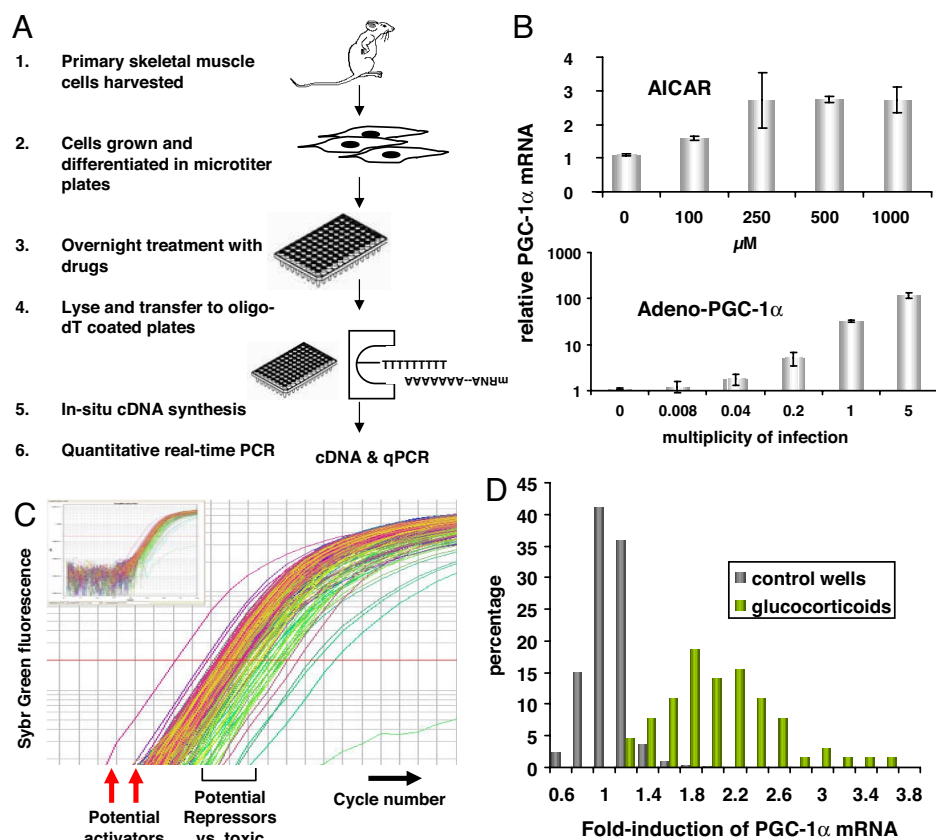 A
1. Primary skeletal muscle
cells harvested
2. Cells grown and
differentiated in microtiter
plates
3. Overnight treatment with
drugs
4. Lyse and transfer to oligo-
dT coated plates
mRNA--AAAAAAA
TTTTTTT
5. In-situ cDNA synthesis
6. Quantitative real-time PCR
cDNA & qPCR
B
relative PGC-1α mRNA
AICAR
4
3
2
1
0
0 100 250 500 1000
µM
Adeno-PGC-1α
1000
100
10
1
0 0.008 0.04 0.2 1 5
multiplicity of infection
C
Sybr Green fluorescence
Potential
activators
Potential
Repressors
vs. toxic
Cycle number
D
percentage
45
40
35
30
25
20
15
10
5
0
control wells
glucocorticoids
0.6 1 1.4 1.8 2.2 2.6 3 3.4 3.8
Fold-induction of PGC-1α mRNA